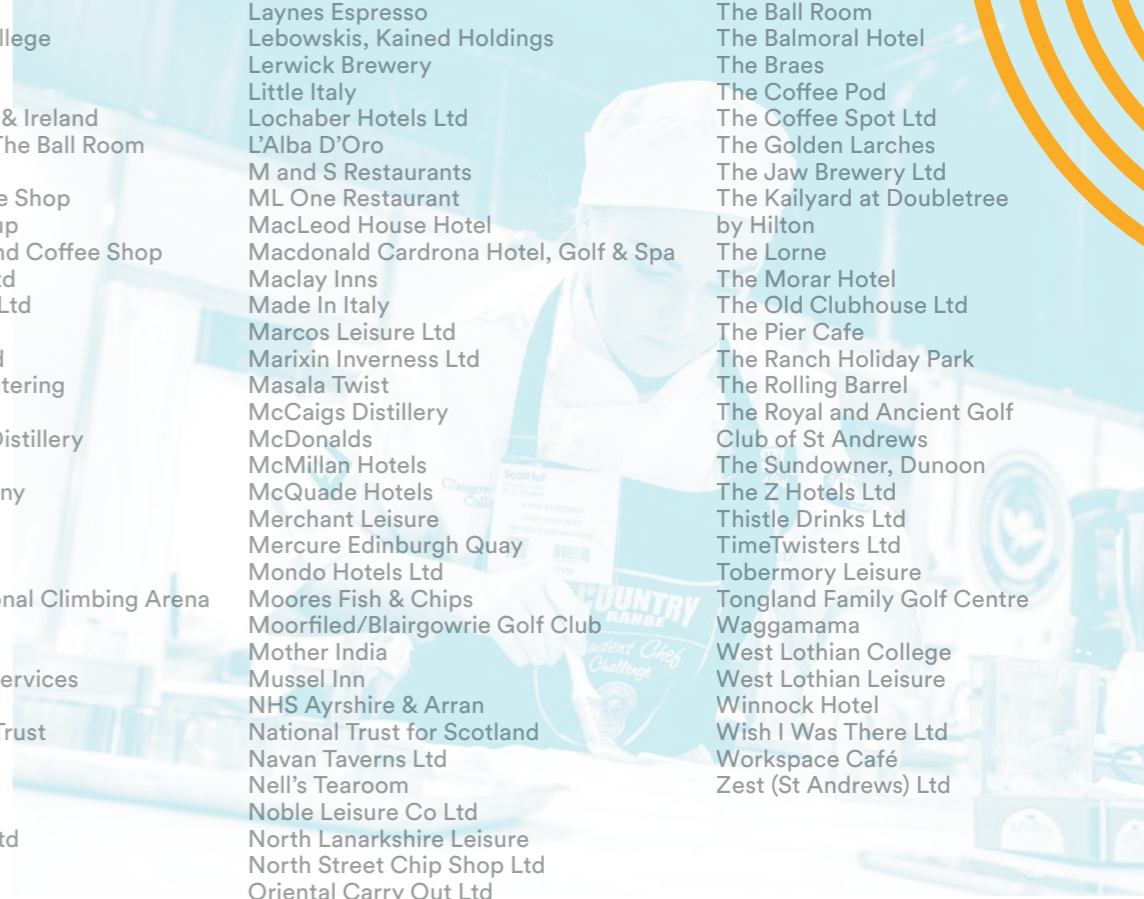 llege
& Ireland
The Ball Room
e Shop
up
nd Coffee Shop
td
Ltd
d
tering
Distillery
ny
onal Climbing Arena
ervices
Trust
td
Laynes Espresso
Lebowskis, Kained Holdings
Lerwick Brewery
Little Italy
Lochaber Hotels Ltd
L’Alba D’Oro
M and S Restaurants
ML One Restaurant
MacLeod House Hotel
Macdonald Cardrona Hotel, Golf & Spa
Maclay Inns
Made In Italy
Marcos Leisure Ltd
Marixin Inverness Ltd
Masala Twist
McCaigs Distillery
McDonalds
McMillan Hotels
McQuade Hotels
Merchant Leisure
Mercure Edinburgh Quay
Mondo Hotels Ltd
Moores Fish & Chips
Moorfiled/Blairgowrie Golf Club
Mother India
Mussel Inn
NHS Ayrshire & Arran
National Trust for Scotland
Navan Taverns Ltd
Nell’s Tearoom
Noble Leisure Co Ltd
North Lanarkshire Leisure
North Street Chip Shop Ltd
Oriental Carry Out Ltd
The Ball Room
The Balmoral Hotel
The Braes
The Coffee Pod
The Coffee Spot Ltd
The Golden Larches
The Jaw Brewery Ltd
The Kailyard at Doubletree
by Hilton
The Lorne
The Morar Hotel
The Old Clubhouse Ltd
The Pier Cafe
The Ranch Holiday Park
The Rolling Barrel
The Royal and Ancient Golf
Club of St Andrews
The Sundowner, Dunoon
The Z Hotels Ltd
Thistle Drinks Ltd
TimeTwisters Ltd
Tobermory Leisure
Tongland Family Golf Centre
Waggamama
West Lothian College
West Lothian Leisure
Winnock Hotel
Wish I Was There Ltd
Workspace Café
Zest (St Andrews) Ltd
ScotHot
Glasgow
COUNTRY
RANGE
Chef
Challenge